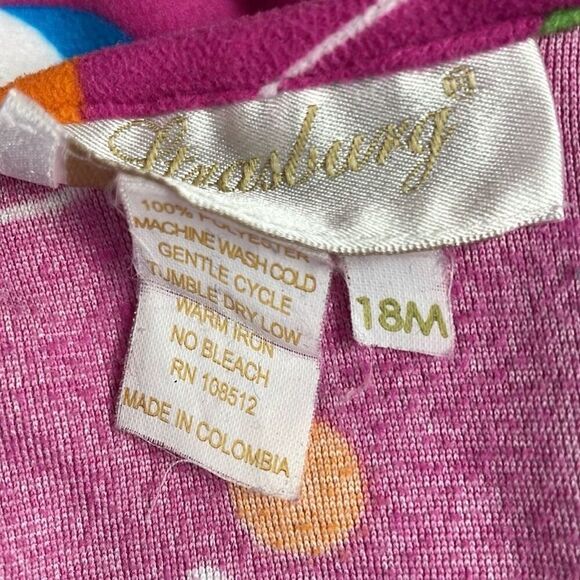 Strasburg
100% POLYESTER
MACHINE WASH COLD
GENTLE CYCLE
TUMBLE DRY LOW
WARM IRON
NO BLEACH
RN 108512
MADE IN COLOMBIA
18M